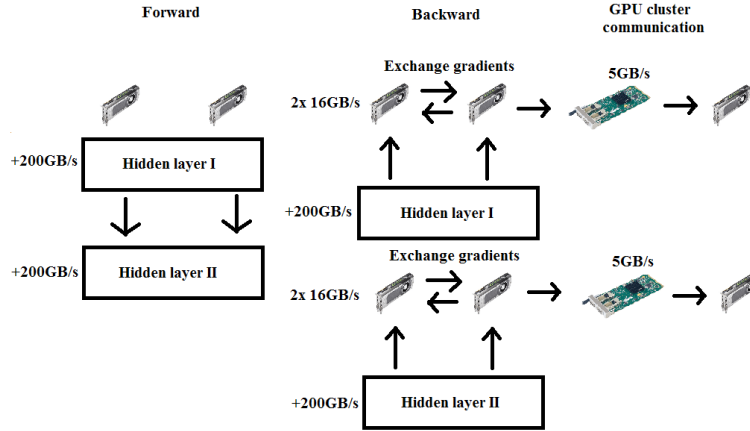 Forward
Backward
GPU cluster
communication
Exchange gradients
5GB/s
2x 16GB/s
+200GB/s
Hidden layer I
+200GB/s
Hidden layer I
Exchange gradients
5GB/s
+200GB/s
Hidden layer II
2x 16GB/s
+200GB/s
Hidden layer II